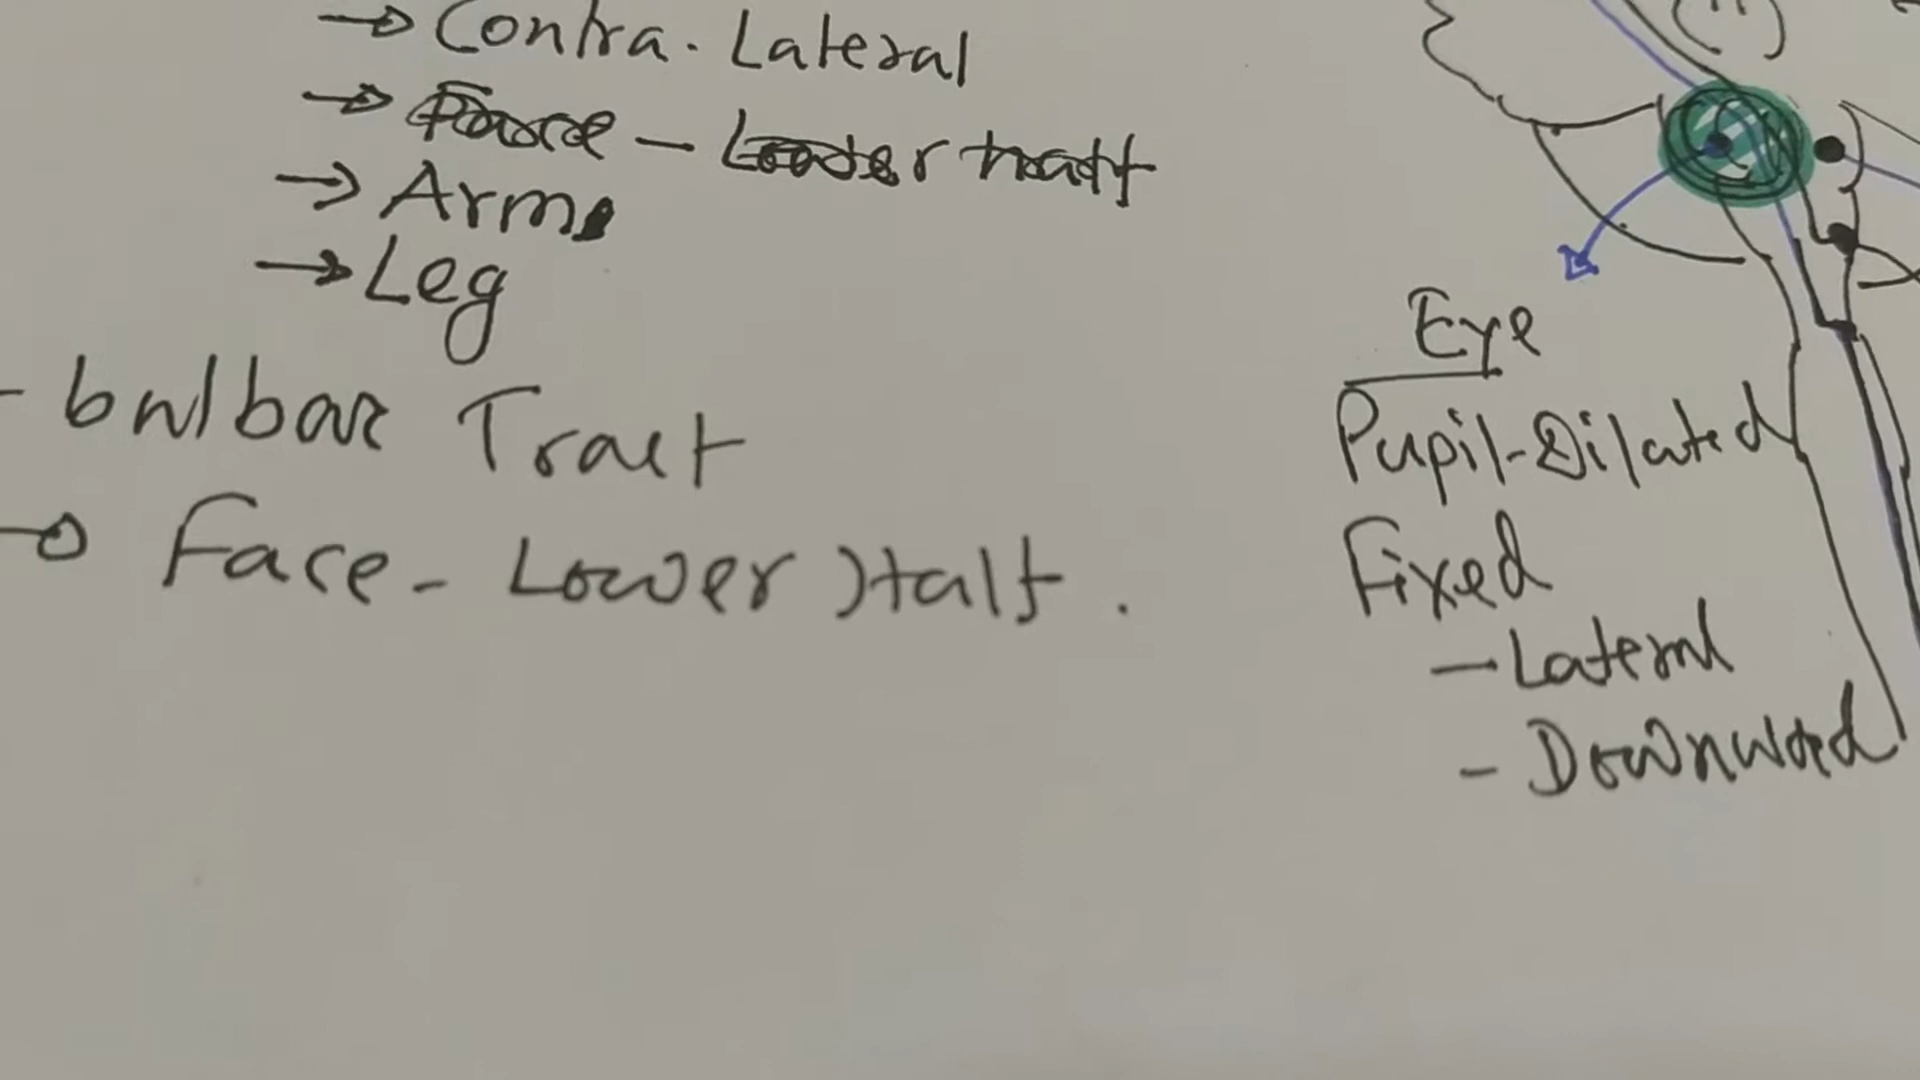 → Contra. Lateral
→ Face - Lower Half
→ Arm
→ Leg
- bulbar Tract
→ Face - Lower Half.
Eye
Pupil - Dilated
Fixed
- Lateral
- Downward